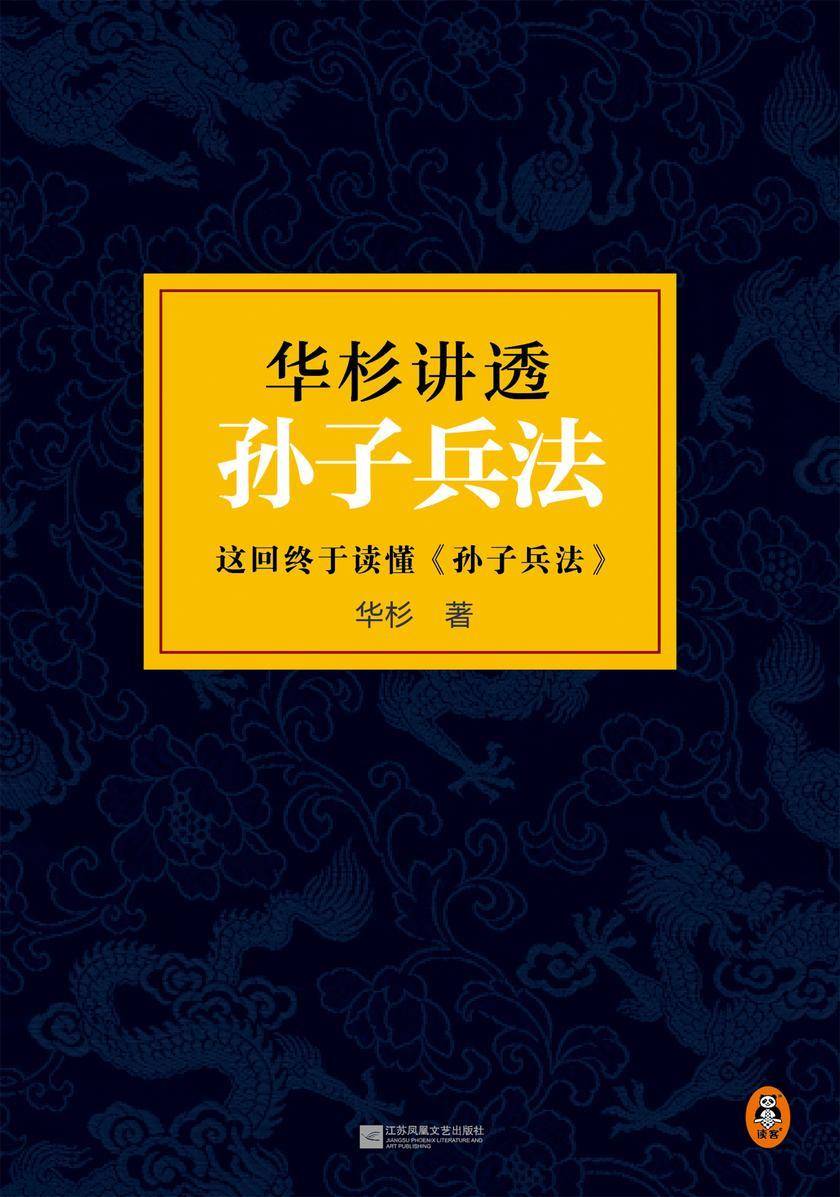 华杉讲透
孙子兵法
这回终于读懂《孙子兵法》
华杉 著
江苏凤凰文艺出版社
JIANGSU PHOENIX LITERATURE AND
ART PUBLISHING
读客